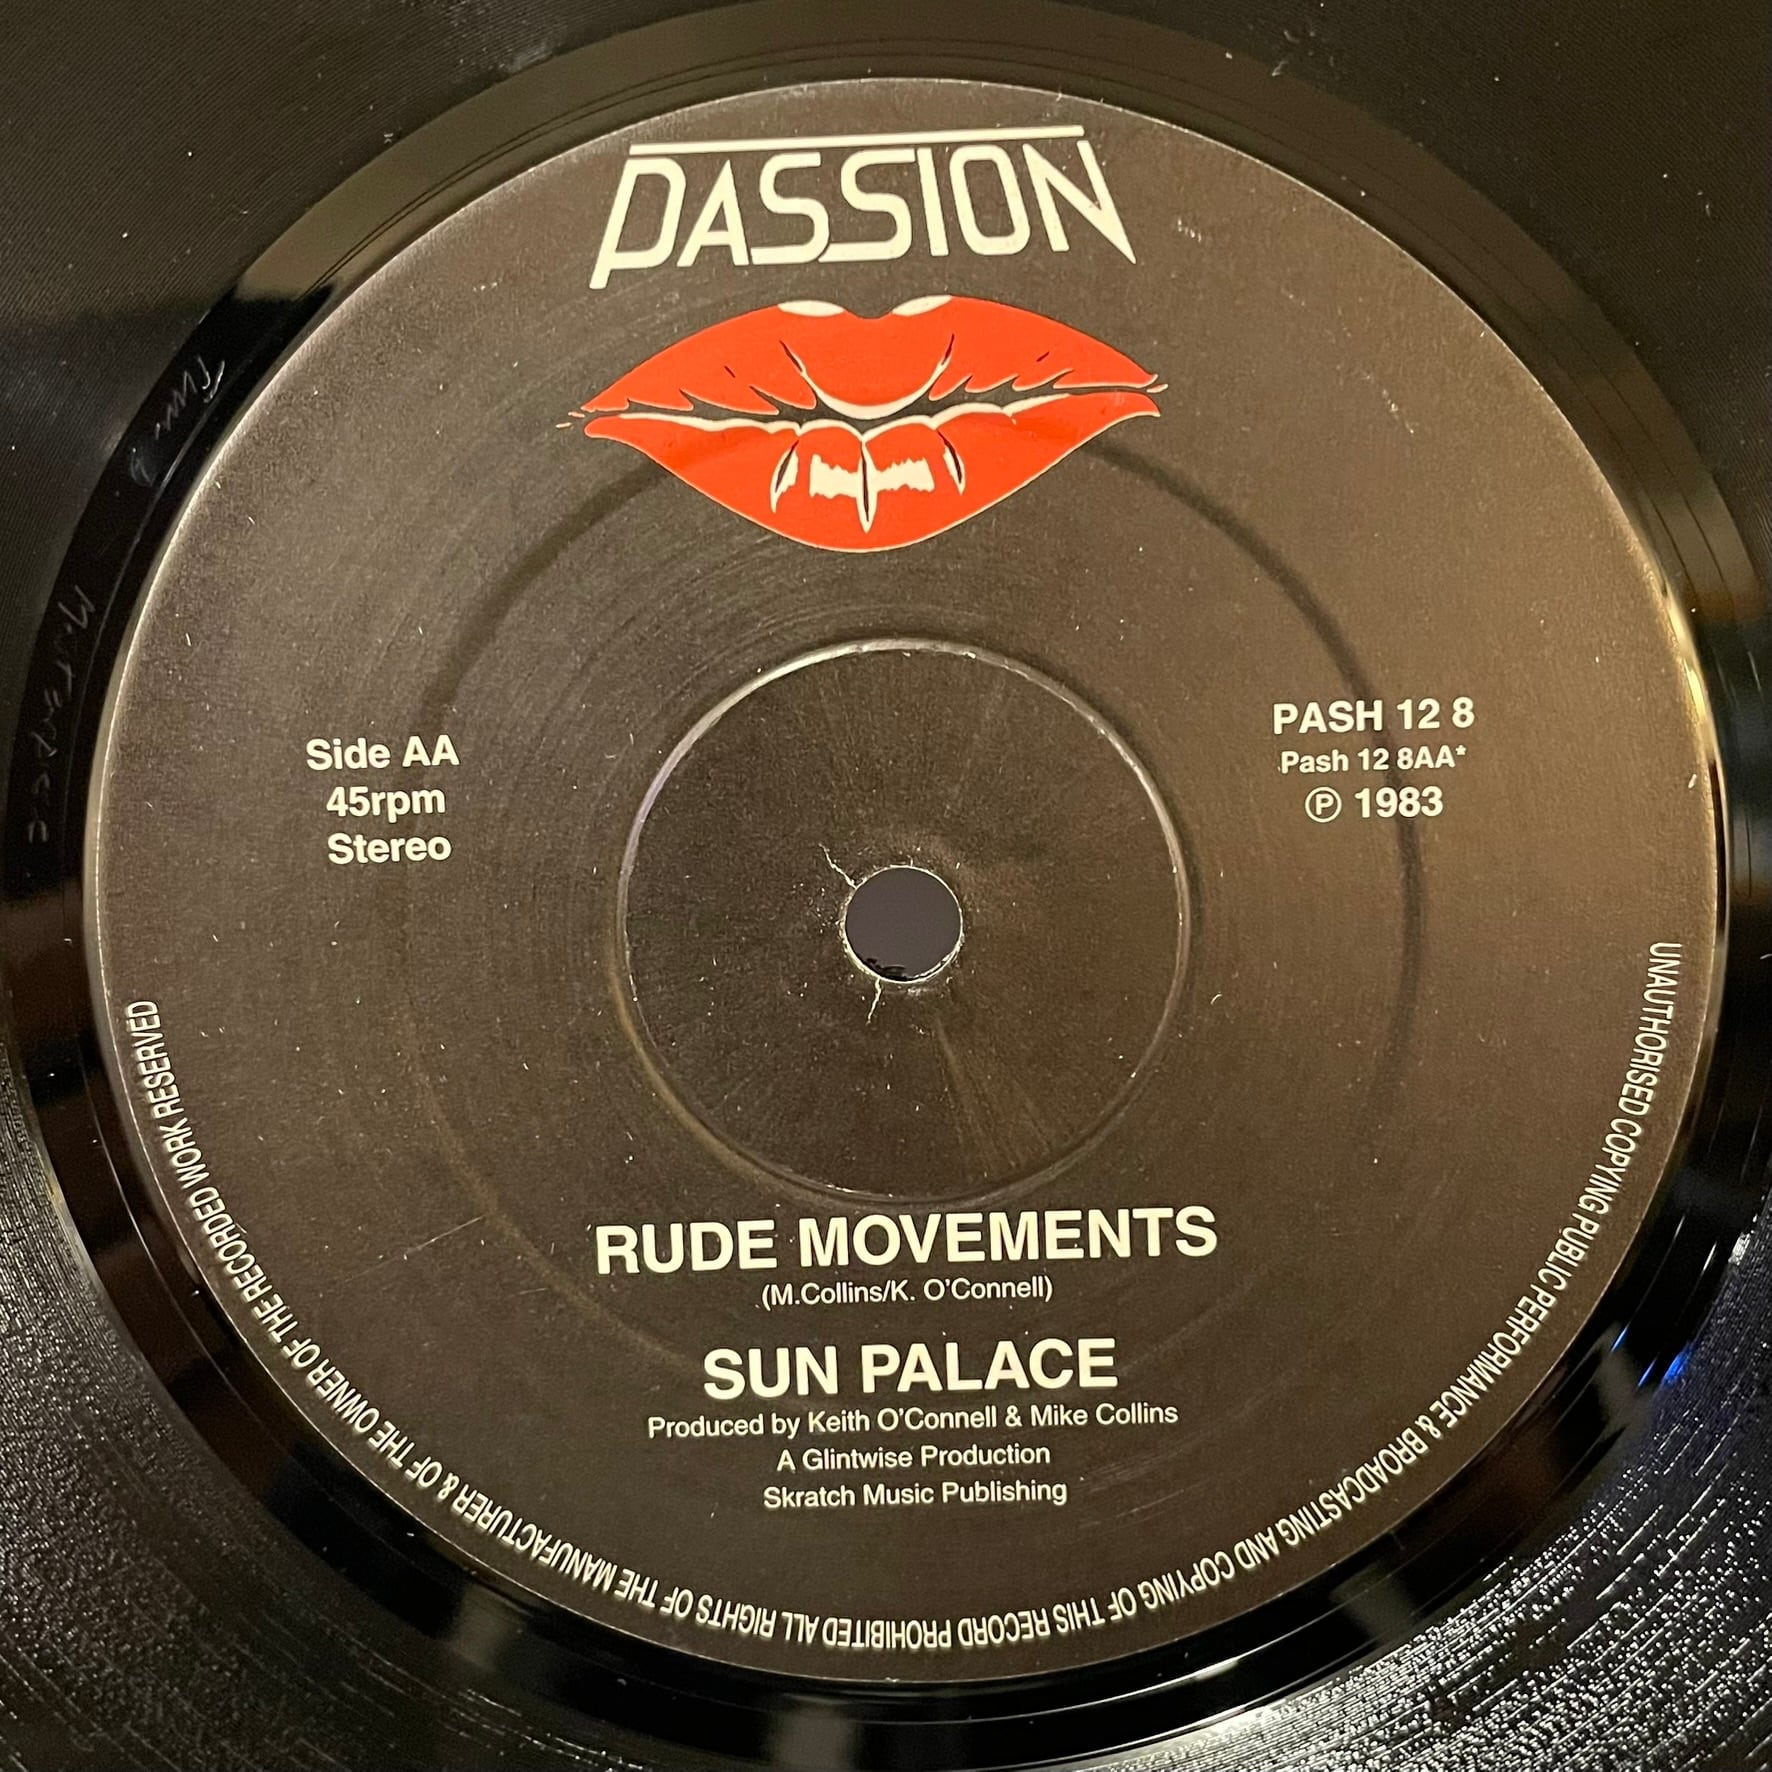 PASSION
Side AA
45rpm
Stereo
PASH 12 8
Pash 12 8AA*
Ⓟ 1983
RUDE MOVEMENTS
(M.Collins/K. O'Connell)
SUN PALACE
Produced by Keith O'Connell & Mike Collins
A Glintwise Production
Skratch Music Publishing
UNAUTHORISED COPYING PUBLIC PERFORMANCE & BROADCASTING AND COPYING OF THIS RECORD PROHIBITED ALL RIGHTS OF THE MANUFACTURER & OF THE OWNER OF THE RECORDED WORK RESERVED